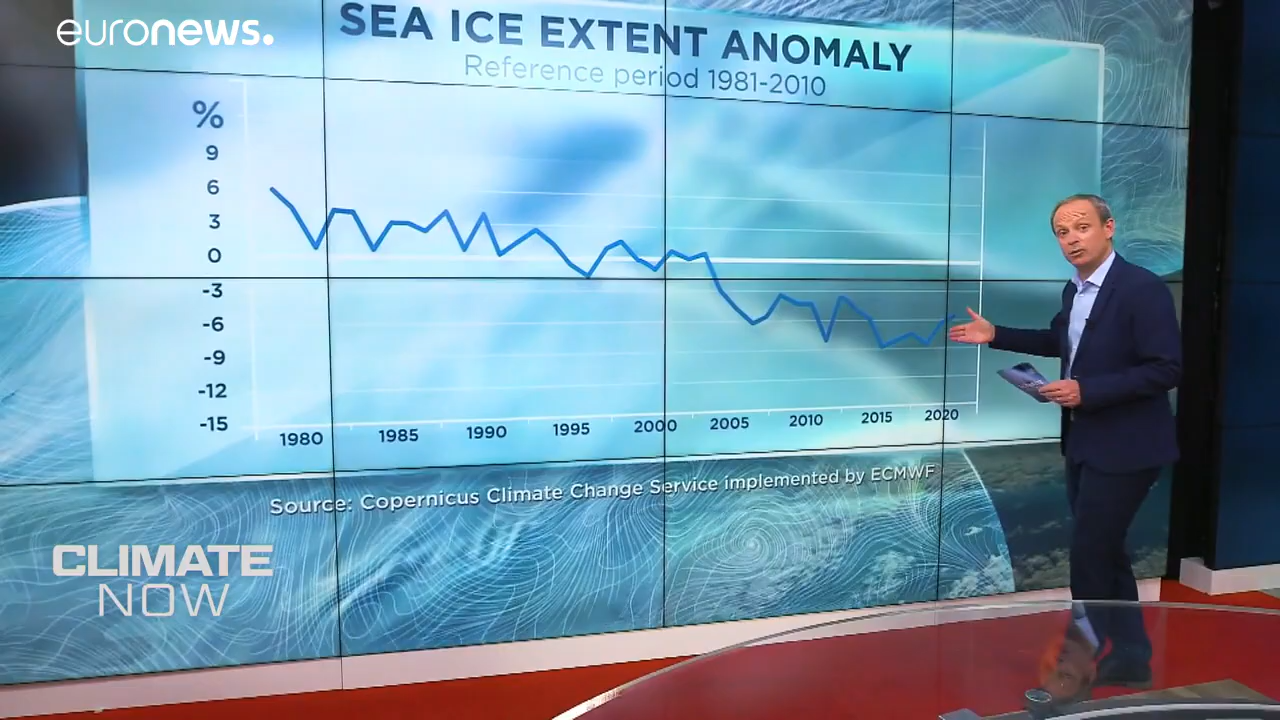 euronews.
SEA ICE EXTENT ANOMALY
Reference period 1981-2010
%
9
6
3
0
-3
-6
-9
-12
-15
1980 1985 1990 1995 2000 2005 2010 2015 2020
Source: Copernicus Climate Change Service implemented by ECMWF
CLIMATE
NOW